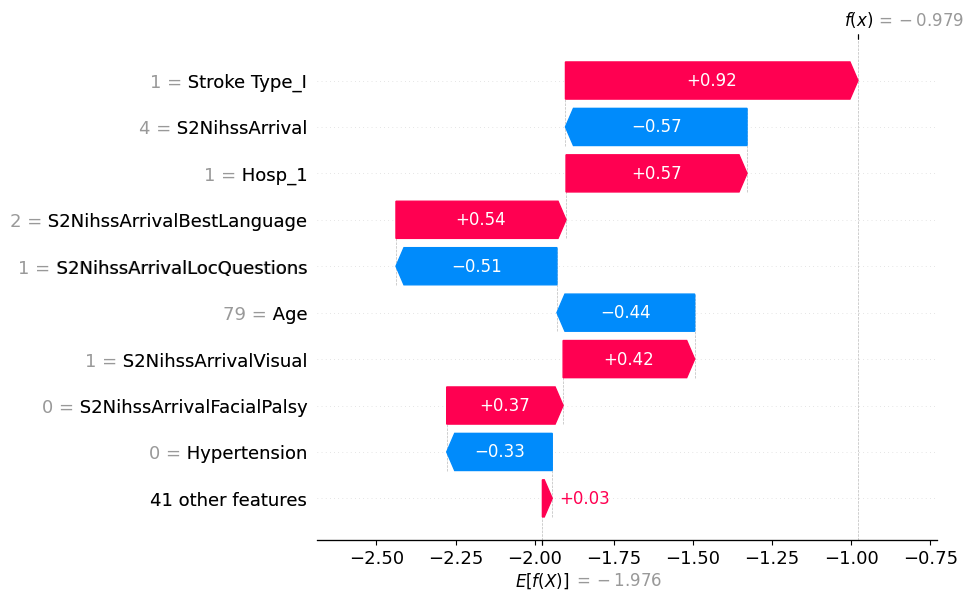 f(x) = −0.979
1 = Stroke Type_I +0.92
4 = S2NihssArrival −0.57
1 = Hosp_1 +0.57
2 = S2NihssArrivalBestLanguage +0.54
1 = S2NihssArrivalLocQuestions −0.51
79 = Age −0.44
1 = S2NihssArrivalVisual +0.42
0 = S2NihssArrivalFacialPalsy +0.37
0 = Hypertension −0.33
41 other features +0.03
−2.50 −2.25 −2.00 −1.75 −1.50 −1.25 −1.00 −0.75
E[f(X)] = −1.976